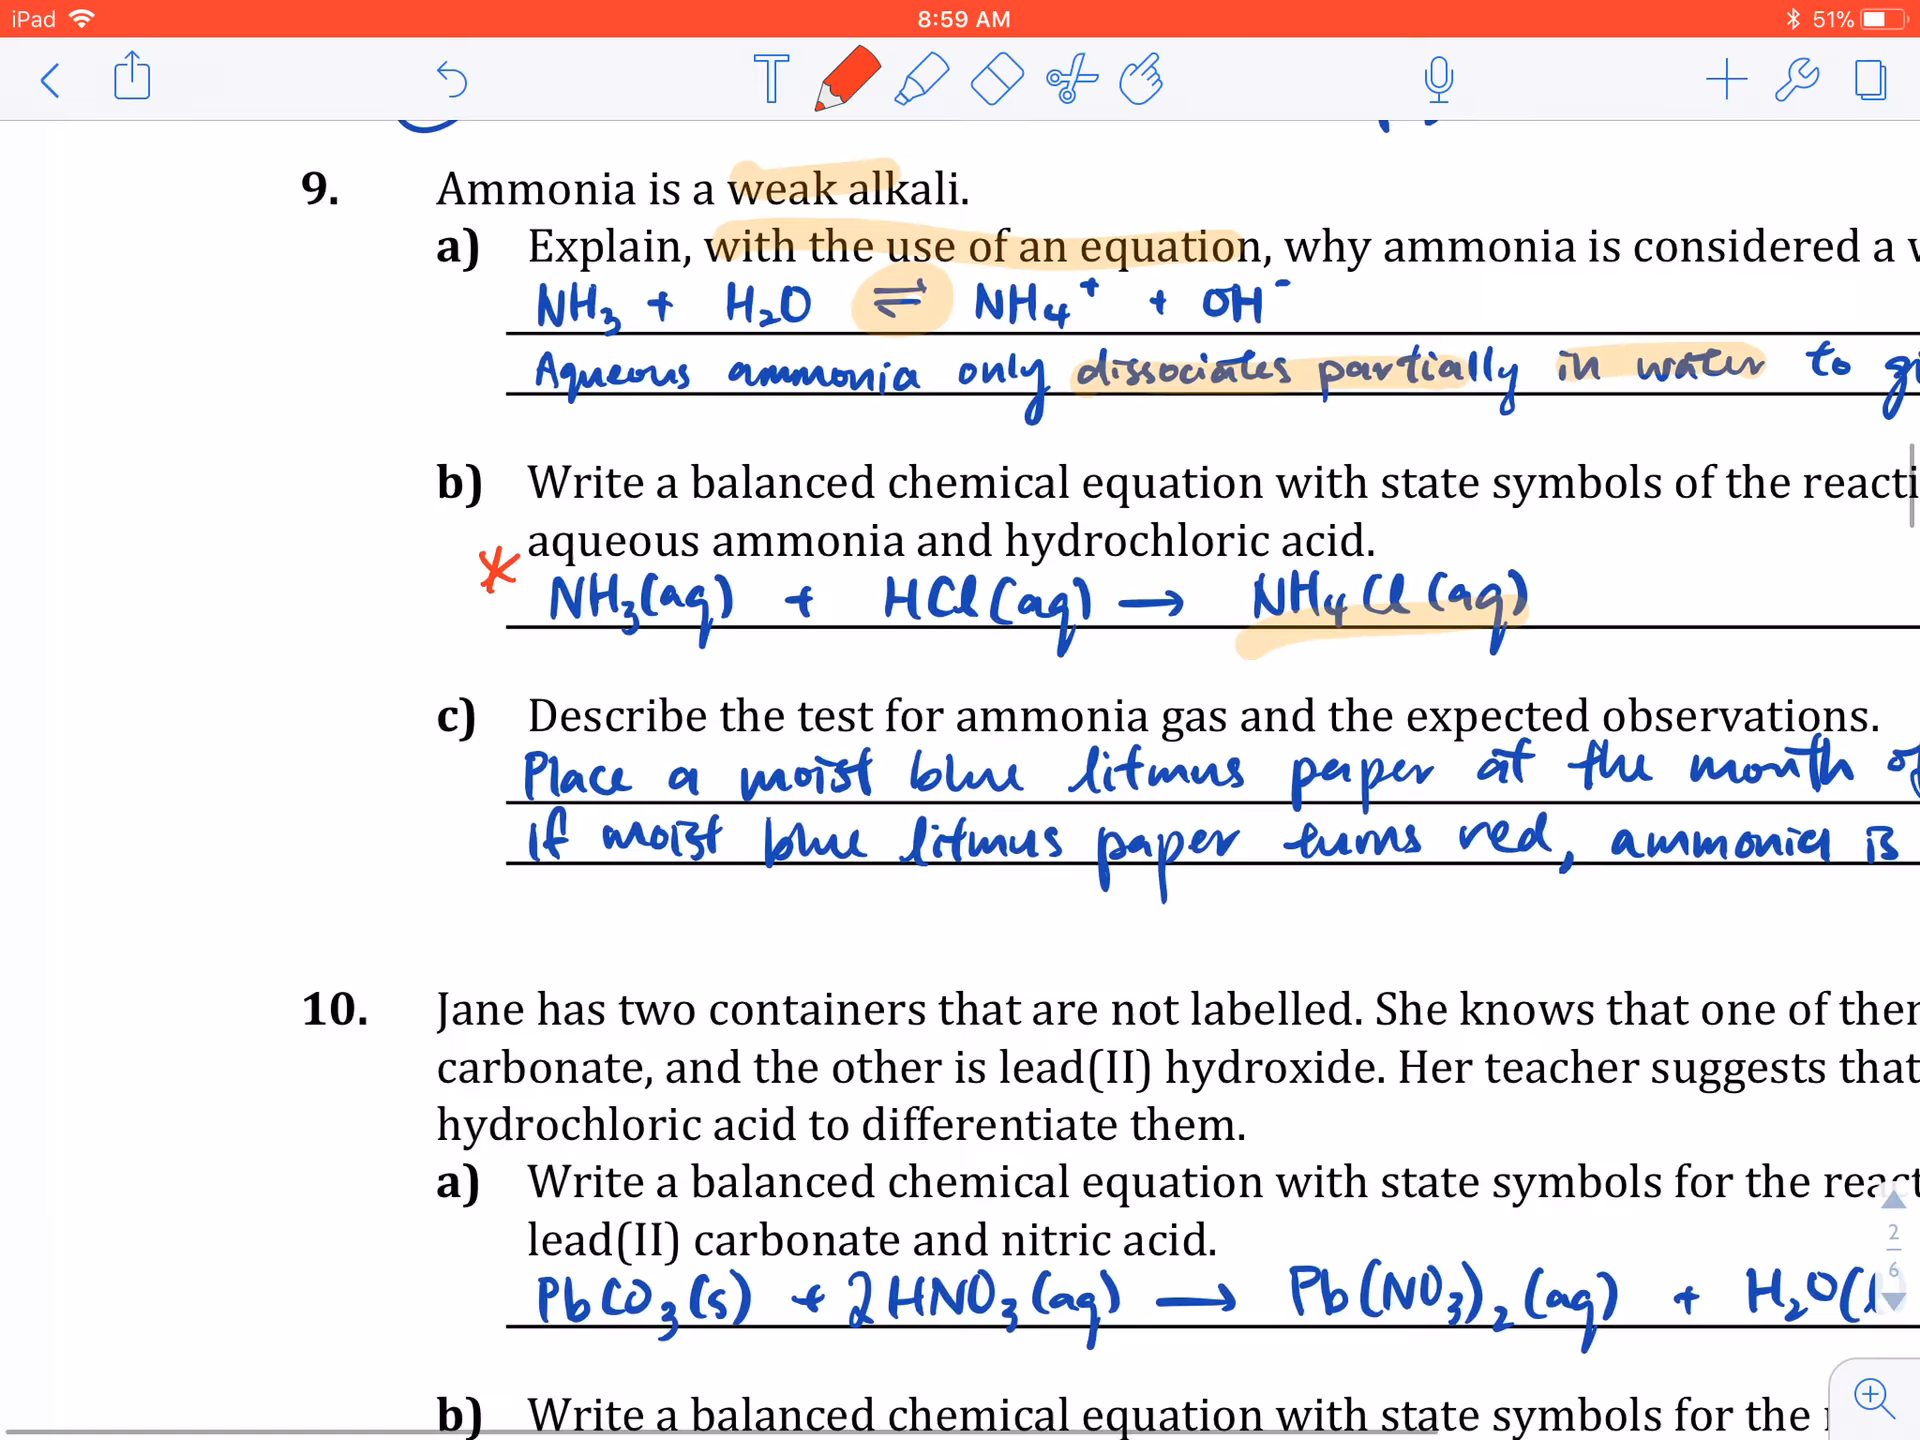 iPad 8:59 AM 51%
9. Ammonia is a weak alkali.
a) Explain, with the use of an equation, why ammonia is considered a
NH₃ + H₂O ⇌ NH₄⁺ + OH⁻
Aqueous ammonia only dissociates partially in water to gi
b) Write a balanced chemical equation with state symbols of the reacti
aqueous ammonia and hydrochloric acid.
* NH₃(aq) + HCl(aq) → NH₄Cl(aq)
c) Describe the test for ammonia gas and the expected observations.
Place a moist blue litmus paper at the mouth of
If moist blue litmus paper turns red, ammonia is
10. Jane has two containers that are not labelled. She knows that one of
carbonate, and the other is lead(II) hydroxide. Her teacher suggests that
hydrochloric acid to differentiate them.
a) Write a balanced chemical equation with state symbols for the react
lead(II) carbonate and nitric acid.
PbCO₃(s) + 2HNO₃(aq) → Pb(NO₃)₂(aq) + H₂O(l
2
6
b) Write a balanced chemical equation with state symbols for the